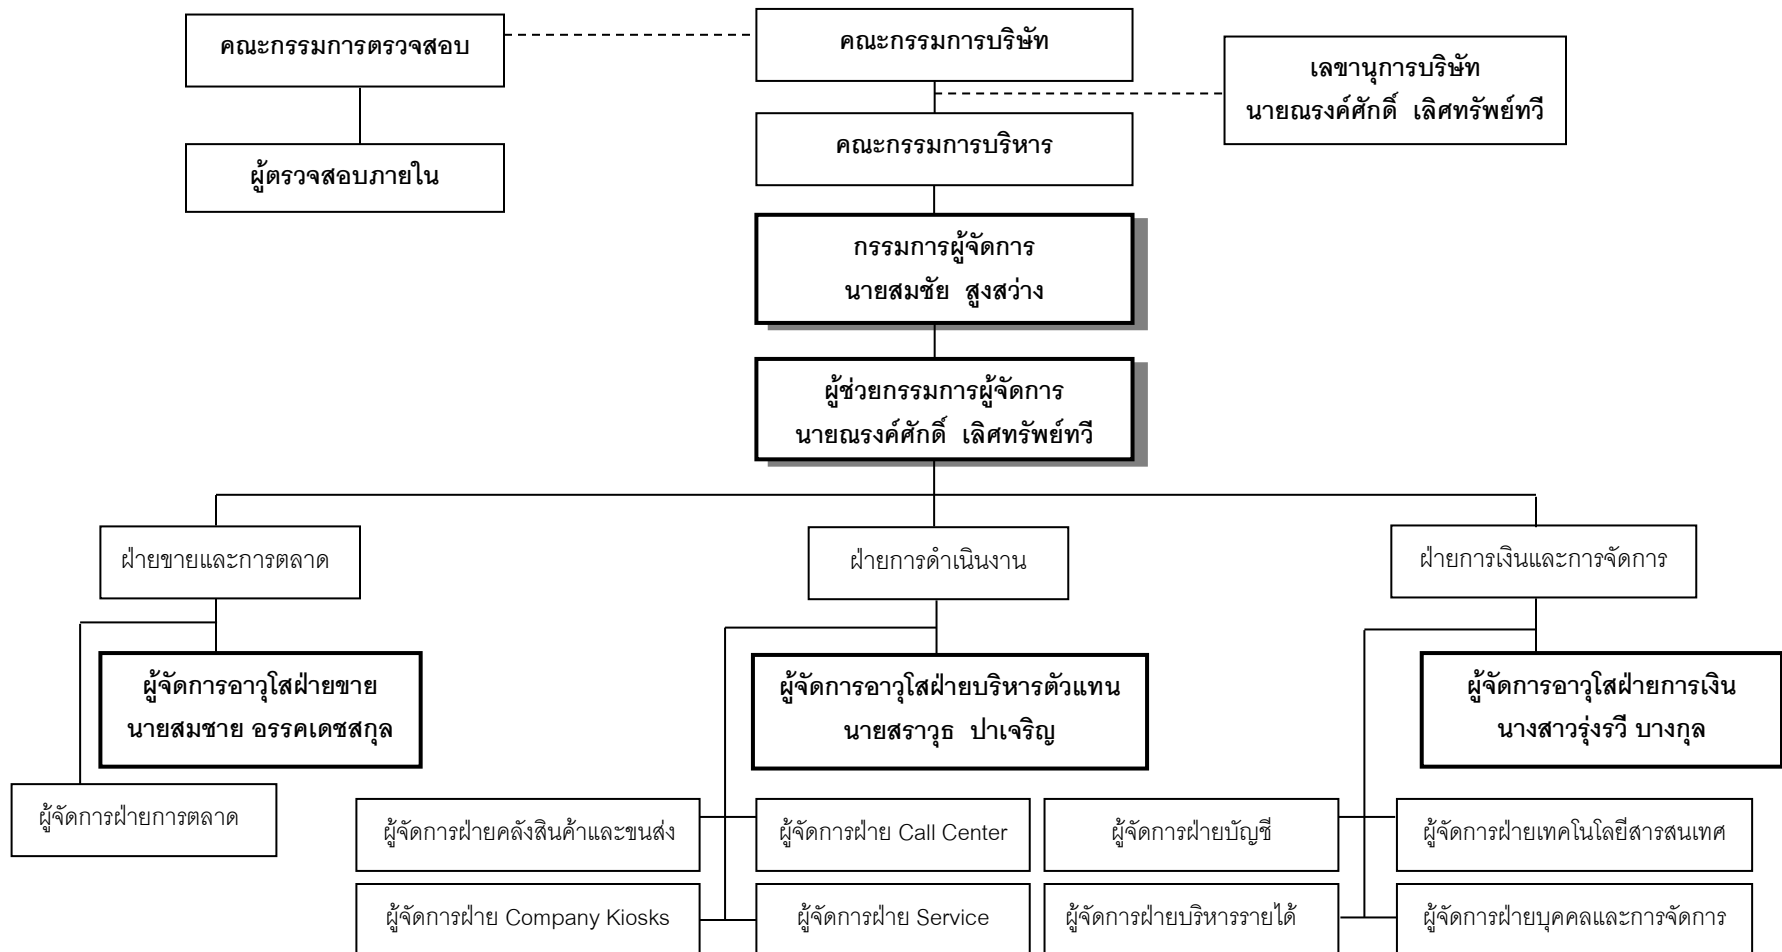 คณะกรรมการตรวจสอบ
คณะกรรมการบริษัท
เลขานุการบริษัท
นายณรงค์ศักดิ์ เลิศทรัพย์ทวี
คณะกรรมการบริหาร
ผู้ตรวจสอบภายใน
กรรมการผู้จัดการ
นายสมชัย สูงสว่าง
ผู้ช่วยกรรมการผู้จัดการ
นายณรงค์ศักดิ์ เลิศทรัพย์ทวี
ฝ่ายขายและการตลาด
ฝ่ายการดำเนินงาน
ฝ่ายการเงินและการจัดการ
ผู้จัดการอาวุโสฝ่ายขาย
นายสมชาย อรรคเดชสกุล
ผู้จัดการอาวุโสฝ่ายบริหารตัวแทน
นายสราวุธ ปาเจริญ
ผู้จัดการอาวุโสฝ่ายการเงิน
นางสาวรุ่งรวี บางกุล
ผู้จัดการฝ่ายการตลาด
ผู้จัดการฝ่ายคลังสินค้าและขนส่ง
ผู้จัดการฝ่าย Call Center
ผู้จัดการฝ่ายบัญชี
ผู้จัดการฝ่ายเทคโนโลยีสารสนเทศ
ผู้จัดการฝ่าย Company Kiosks
ผู้จัดการฝ่าย Service
ผู้จัดการฝ่ายบริหารรายได้
ผู้จัดการฝ่ายบุคคลและการจัดการ